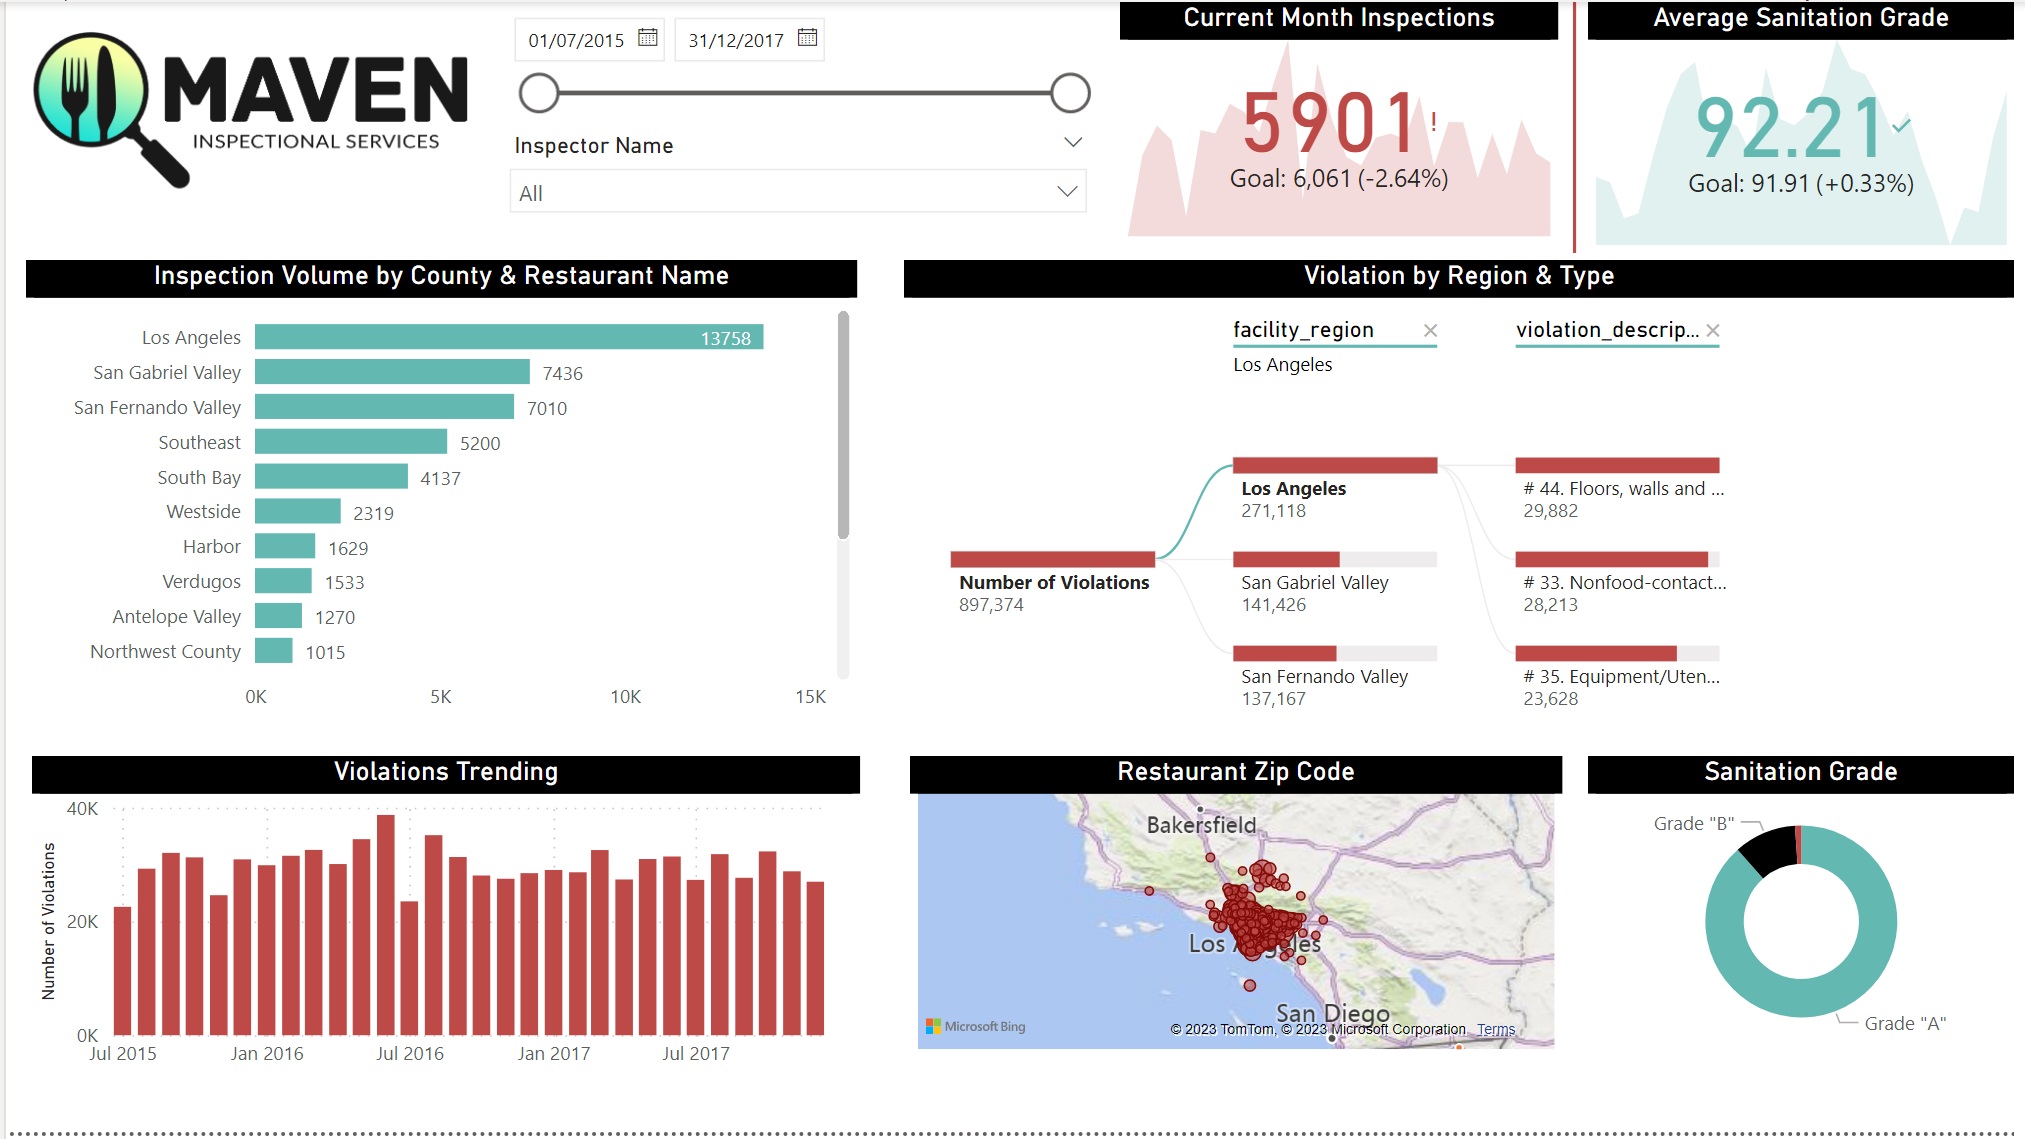 MAVEN
INSPECTIONAL SERVICES
01/07/2015
31/12/2017
Inspector Name
All
Current Month Inspections
5901!
Goal: 6,061 (-2.64%)
Average Sanitation Grade
92.21
Goal: 91.91 (+0.33%)
Inspection Volume by County & Restaurant Name
Los Angeles 13758
San Gabriel Valley 7436
San Fernando Valley 7010
Southeast 5200
South Bay 4137
Westside 2319
Harbor 1629
Verdugos 1533
Antelope Valley 1270
Northwest County 1015
0K 5K 10K 15K
Violation by Region & Type
facility_region
violation_descrip...
Los Angeles
Number of Violations
897,374
Los Angeles
271,118
San Gabriel Valley
141,426
San Fernando Valley
137,167
# 44. Floors, walls and ...
29,882
# 33. Nonfood-contact...
28,213
# 35. Equipment/Uten...
23,628
Violations Trending
Number of Violations
40K
20K
0K
Jul 2015 Jan 2016 Jul 2016 Jan 2017 Jul 2017
Restaurant Zip Code
Bakersfield
Los Angeles
San Diego
Microsoft Bing
© 2023 TomTom, © 2023 Microsoft Corporation Terms
Sanitation Grade
Grade "B"
Grade "A"